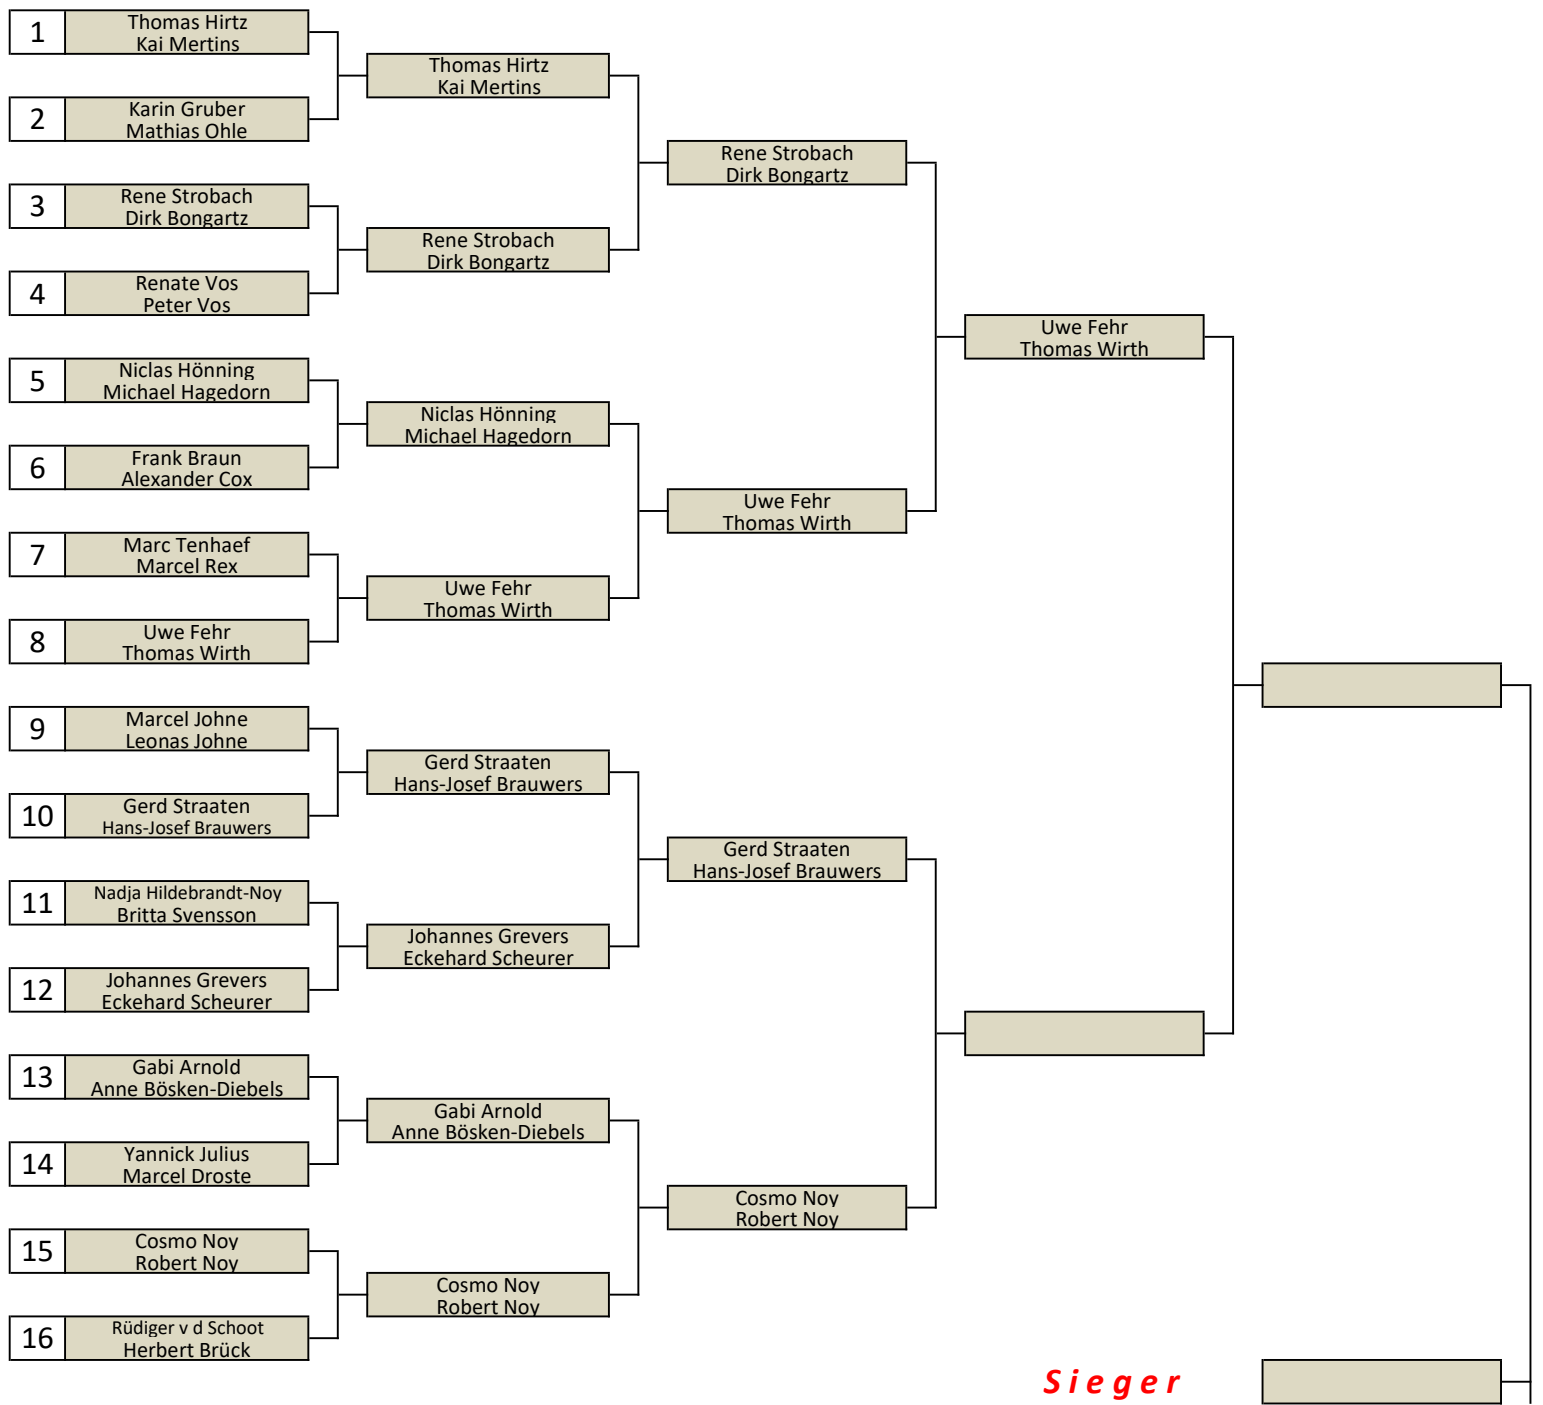 1
Thomas Hirtz
Kai Mertins
2
Karin Gruber
Mathias Ohle
3
Rene Strobach
Dirk Bongartz
4
Renate Vos
Peter Vos
5
Niclas Hönning
Michael Hagedorn
6
Frank Braun
Alexander Cox
7
Marc Tenhaef
Marcel Rex
8
Uwe Fehr
Thomas Wirth
9
Marcel Johne
Leonas Johne
10
Gerd Straaten
Hans-Josef Brauwers
11
Nadja Hildebrandt-Noy
Britta Svensson
12
Johannes Grevers
Eckehard Scheurer
13
Gabi Arnold
Anne Bösken-Diebels
14
Yannick Julius
Marcel Droste
15
Cosmo Noy
Robert Noy
16
Rüdiger v d Schoot
Herbert Brück
Thomas Hirtz
Kai Mertins
Rene Strobach
Dirk Bongartz
Niclas Hönning
Michael Hagedorn
Uwe Fehr
Thomas Wirth
Gerd Straaten
Hans-Josef Brauwers
Johannes Grevers
Eckehard Scheurer
Gabi Arnold
Anne Bösken-Diebels
Cosmo Noy
Robert Noy
Rene Strobach
Dirk Bongartz
Uwe Fehr
Thomas Wirth
Gerd Straaten
Hans-Josef Brauwers
Cosmo Noy
Robert Noy
Uwe Fehr
Thomas Wirth
Sieger